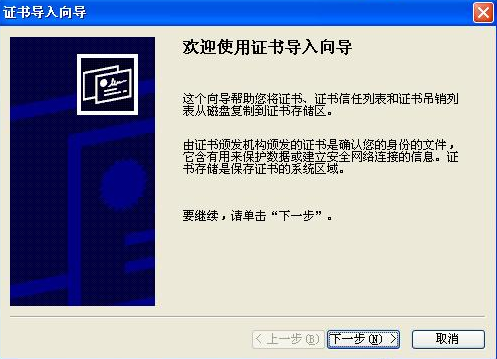 证书导入向导
欢迎使用证书导入向导
这个向导帮助您将证书、证书信任列表和证书吊销列
表从磁盘复制到证书存储区。
由证书颁发机构颁发的证书是确认您的身份的文件，
它含有用来保护数据或建立安全网络连接的信息。证
书存储是保存证书的系统区域。
要继续，请单击“下一步”。
< 上一步(B) 下一步(N) > 取消